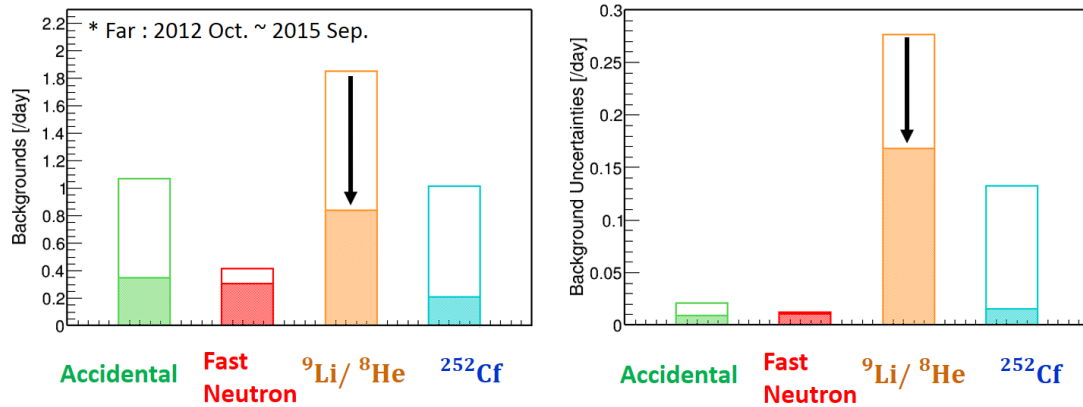 * Far : 2012 Oct. ~ 2015 Sep.
Backgrounds [/day]
2.2
2
1.8
1.6
1.4
1.2
1
0.8
0.6
0.4
0.2
0
Accidental
Fast
Neutron
⁹Li/ ⁸He
²⁵²Cf
Background Uncertainties [/day]
0.3
0.25
0.2
0.15
0.1
0.05
0
Accidental
Fast
Neutron
⁹Li/ ⁸He
²⁵²Cf